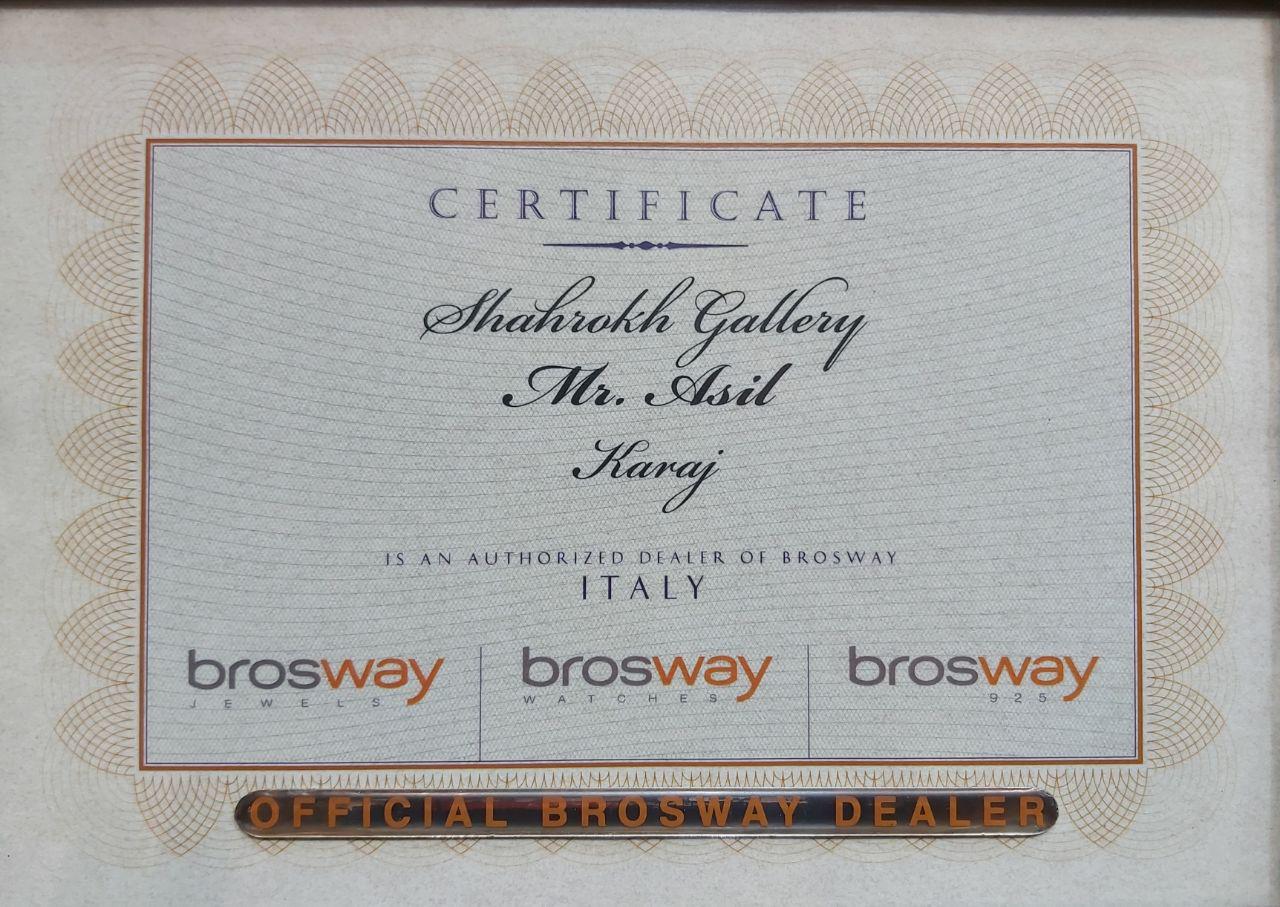 CERTIFICATE
Shahrokh Gallery
Mr. Asil
Karaj
IS AN AUTHORIZED DEALER OF BROSWAY
ITALY
brosway
JEWELS
brosway
WATCHES
brosway
925
OFFICIAL BROSWAY DEALER